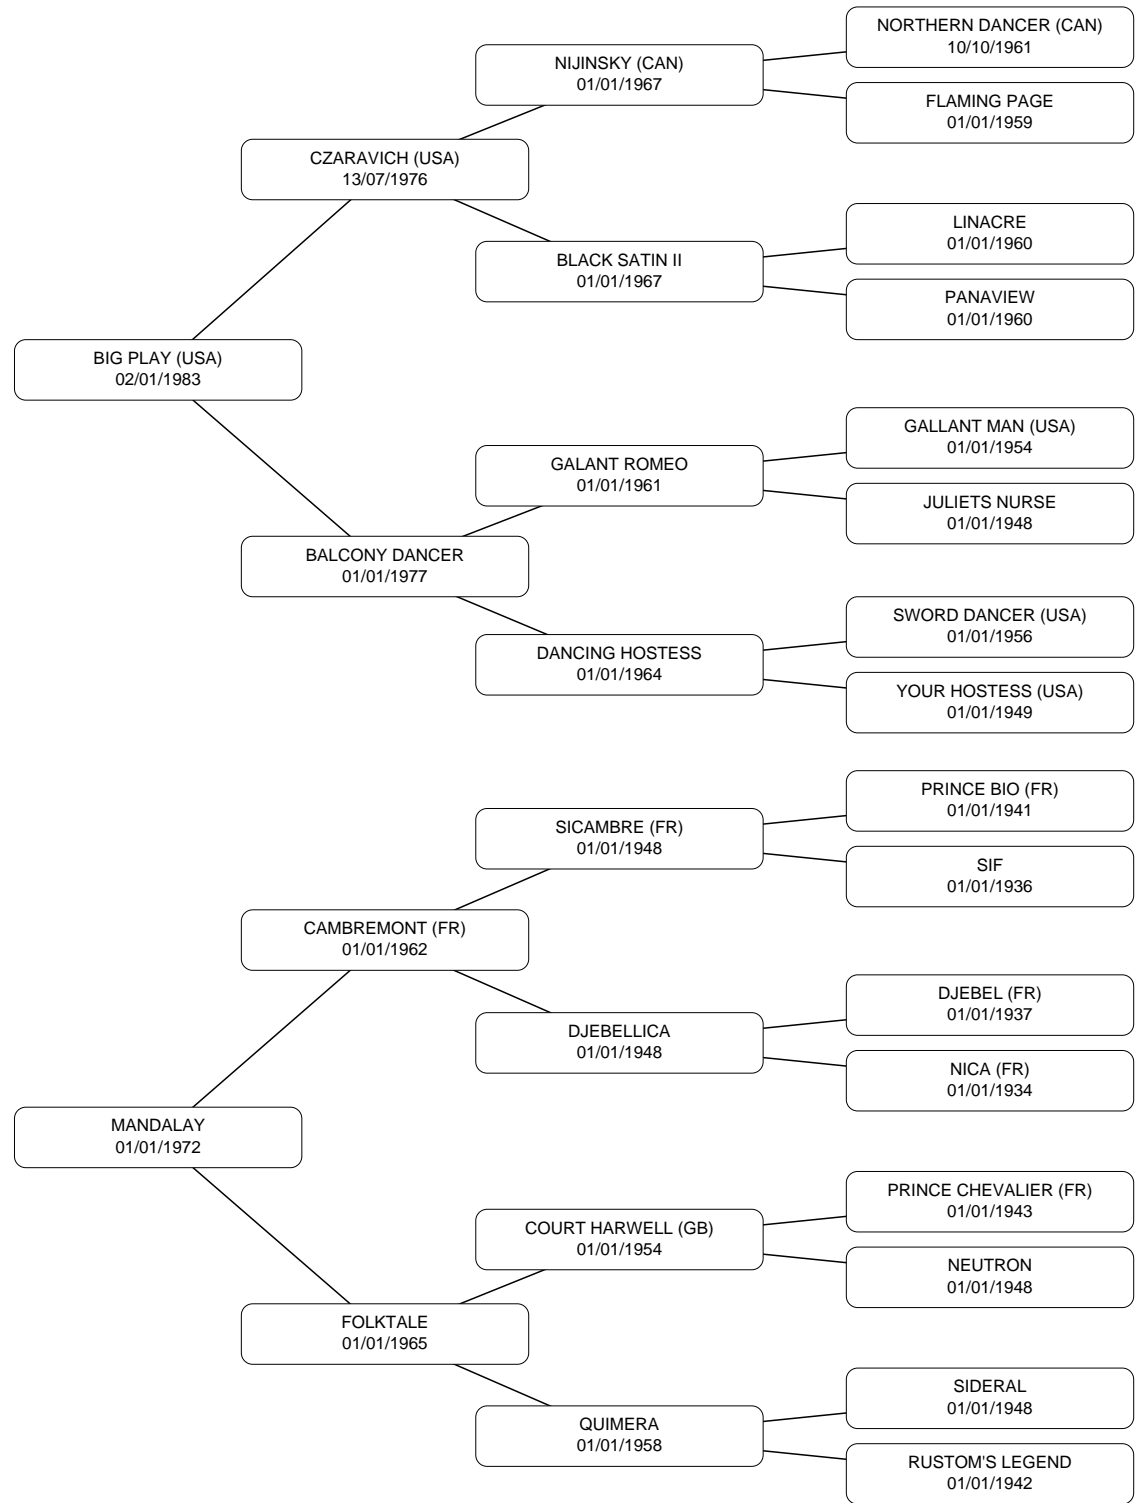 NORTHERN DANCER (CAN)
10/10/1961
NIJINSKY (CAN)
01/01/1967
FLAMING PAGE
01/01/1959
CZARAVICH (USA)
13/07/1976
LINACRE
01/01/1960
BLACK SATIN II
01/01/1967
PANAVIEW
01/01/1960
BIG PLAY (USA)
02/01/1983
GALLANT MAN (USA)
01/01/1954
GALANT ROMEO
01/01/1961
JULIETS NURSE
01/01/1948
BALCONY DANCER
01/01/1977
SWORD DANCER (USA)
01/01/1956
DANCING HOSTESS
01/01/1964
YOUR HOSTESS (USA)
01/01/1949
PRINCE BIO (FR)
01/01/1941
SICAMBRE (FR)
01/01/1948
SIF
01/01/1936
CAMBREMONT (FR)
01/01/1962
DJEBEL (FR)
01/01/1937
DJEBELLICA
01/01/1948
NICA (FR)
01/01/1934
MANDALAY
01/01/1972
PRINCE CHEVALIER (FR)
01/01/1943
COURT HARWELL (GB)
01/01/1954
NEUTRON
01/01/1948
FOLKTALE
01/01/1965
SIDERAL
01/01/1948
QUIMERA
01/01/1958
RUSTOM'S LEGEND
01/01/1942